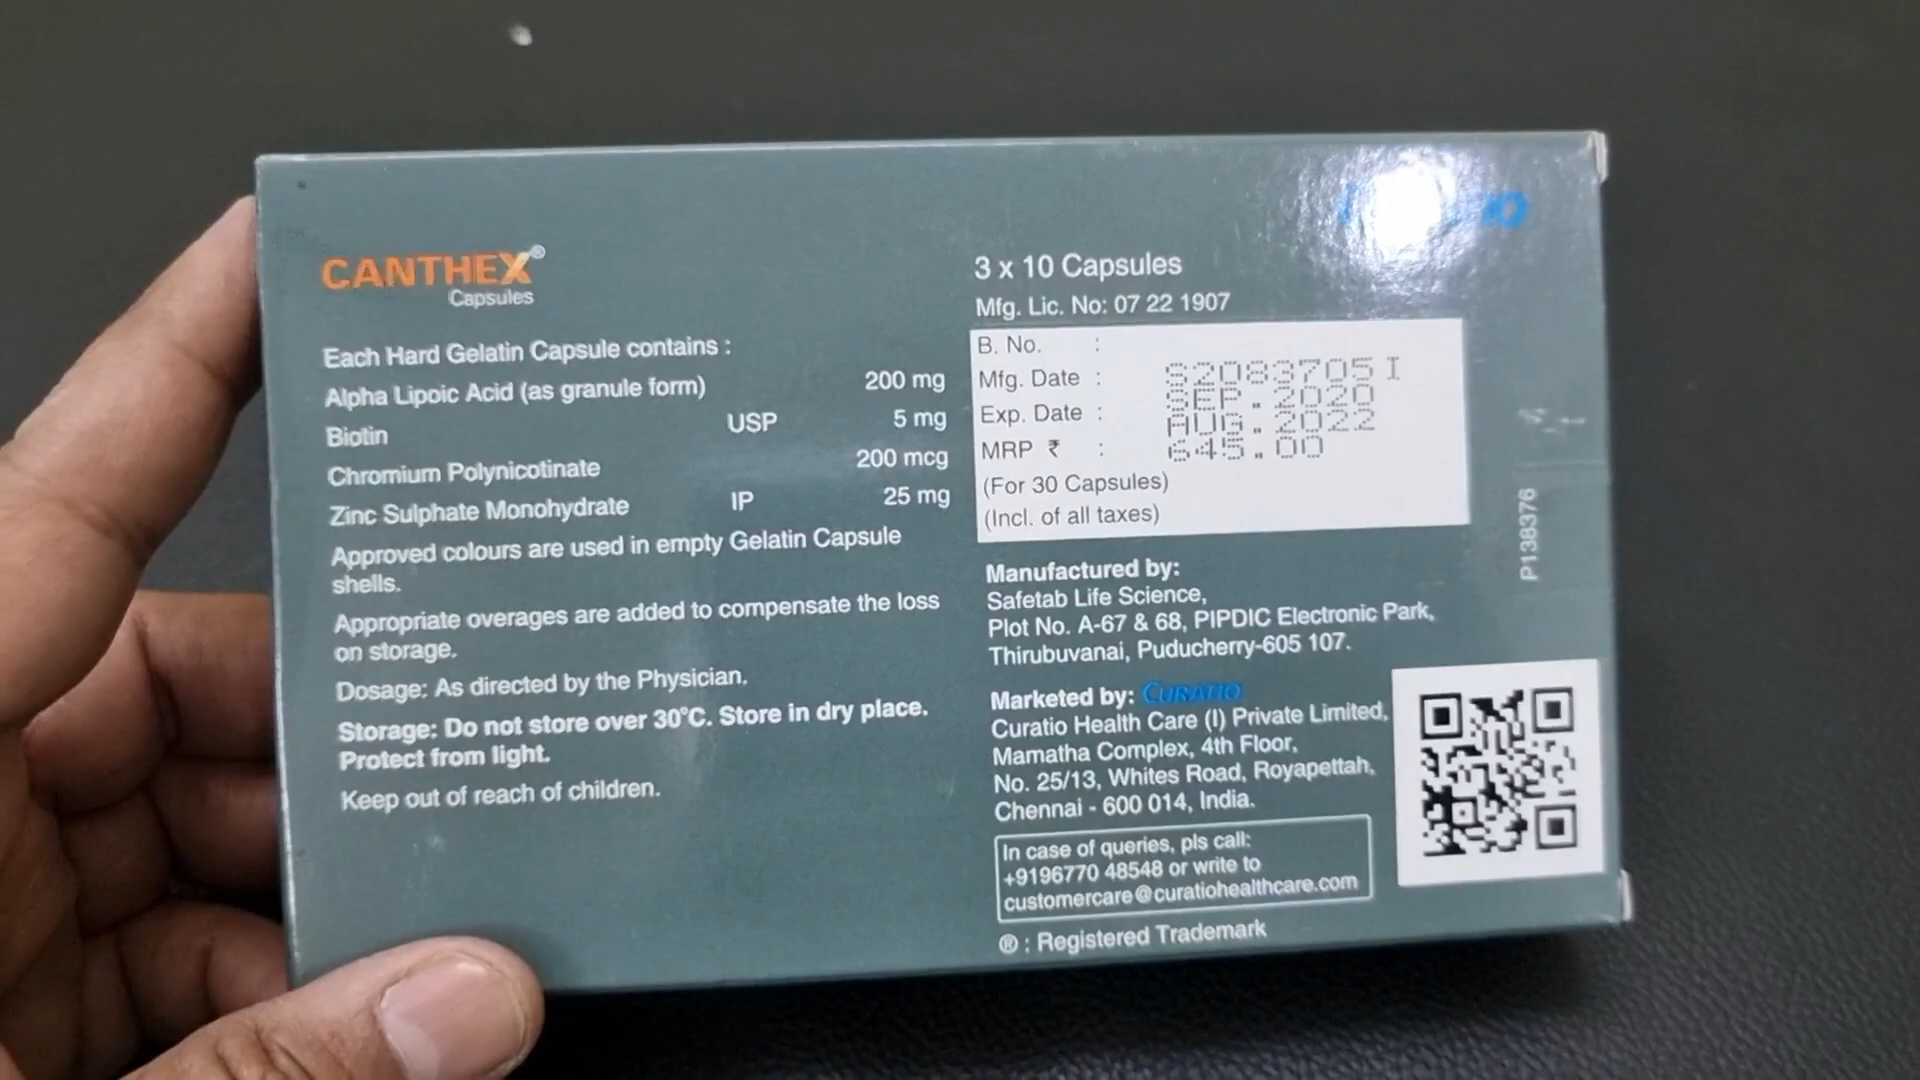 CANTHEX®
Capsules
Each Hard Gelatin Capsule contains :
Alpha Lipoic Acid (as granule form) 200 mg
Biotin USP 5 mg
Chromium Polynicotinate 200 mcg
Zinc Sulphate Monohydrate IP 25 mg
Approved colours are used in empty Gelatin Capsule
shells.
Appropriate overages are added to compensate the loss
on storage.
Dosage: As directed by the Physician.
Storage: Do not store over 30°C. Store in dry place.
Protect from light.
Keep out of reach of children.
3 x 10 Capsules
Mfg. Lic. No: 07 22 1907
B. No. : S2083705I
Mfg. Date : SEP.2020
Exp. Date : AUG.2022
MRP ₹ : 645.00
(For 30 Capsules)
(Incl. of all taxes)
P138376
Manufactured by:
Safetab Life Science,
Plot No. A-67 & 68, PIPDIC Electronic Park,
Thirubuvanai, Puducherry-605 107.
Marketed by: CURATIO
Curatio Health Care (I) Private Limited,
Mamatha Complex, 4th Floor,
No. 25/13, Whites Road, Royapettah,
Chennai - 600 014, India.
In case of queries, pls call:
+9196770 48548 or write to
customercare@curatiohealthcare.com
® : Registered Trademark